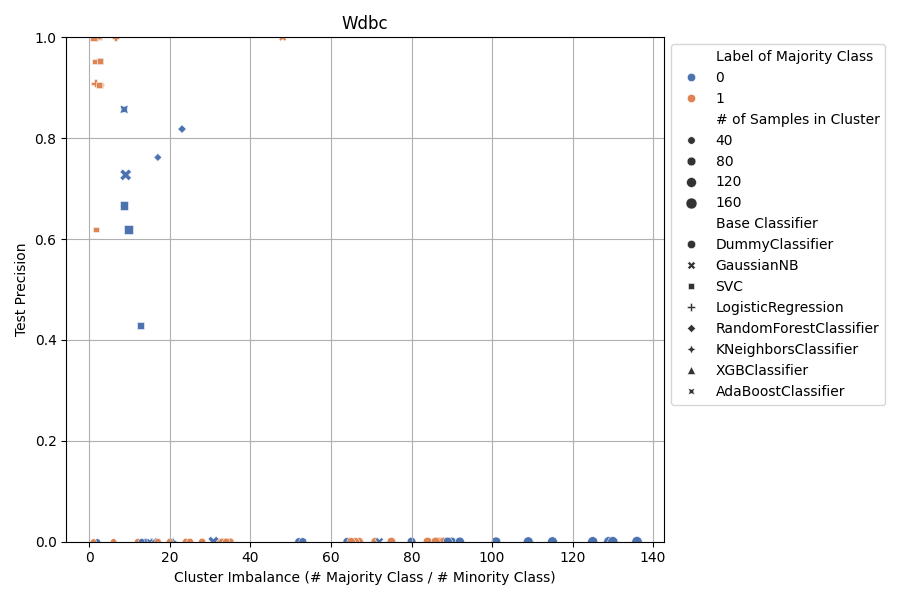 Wdbc
1.0
0.8
0.6
0.4
0.2
0.0
Test Precision
0 20 40 60 80 100 120 140
Cluster Imbalance (# Majority Class / # Minority Class)
Label of Majority Class
0
1
# of Samples in Cluster
40
80
120
160
Base Classifier
DummyClassifier
GaussianNB
SVC
LogisticRegression
RandomForestClassifier
KNeighborsClassifier
XGBClassifier
AdaBoostClassifier